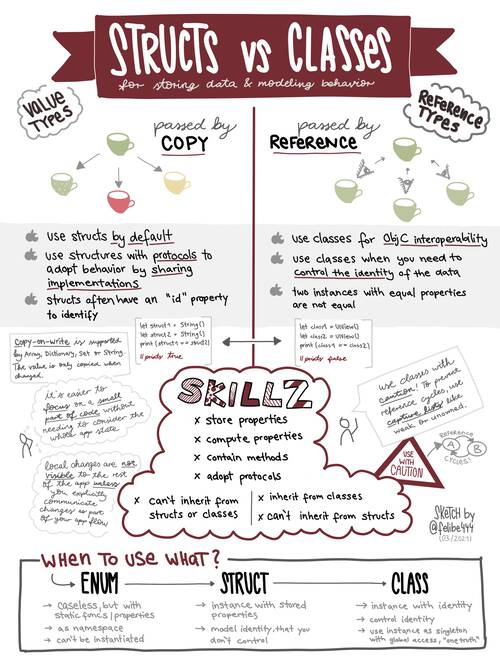 STRUCTS vs CLASSES
for storing data & modeling behavior
VALUE
TYPES
passed by
COPY
passed by
REFERENCE
REFERENCE
TYPES
use structs by default
use structures with protocols to
adopt behavior by sharing
implementations
structs often have an "id" property
to identify
use classes for ObjC interoperability
use classes when you need to
control the identity of the data
two instances with equal properties
are not equal
let struct1 = String()
let struct2 = String()
print (struct1 == struct2)
// prints true
let class1 = UIView()
let class2 = UIView()
print (class1 == class2)
// prints false
Copy-on-write is supported
by Array, Dictionary, Set or String.
The value is only copied when
changed.
it's easier to
focus on a small
part of code without
needing to consider the
whole app state
local changes are not
visible to the rest
of the app unless
you explicitly
communicate
changes as part
of your app flow
SKILLZ
x store properties
x compute properties
x contain methods
x adopt protocols
x can't inherit from
structs or classes
x inherit from classes
x can't inherit from structs
use classes with
caution! To prevent
reference cycles, use
capture lists like
weak or unowned.
USE
WITH
CAUTION
REFERENCE
A
B
CYCLES!
SKETCH by
@felibe444
(03/2021)
WHEN TO USE WHAT?
ENUM
→ caseless, but with
static funcs / properties
→ as namespace
→ can't be instantiated
STRUCT
→ instance with stored
properties
→ model identity that you
don't control
CLASS
→ instance with identity
→ control identity
→ use instance as singleton
with global access, "one truth"